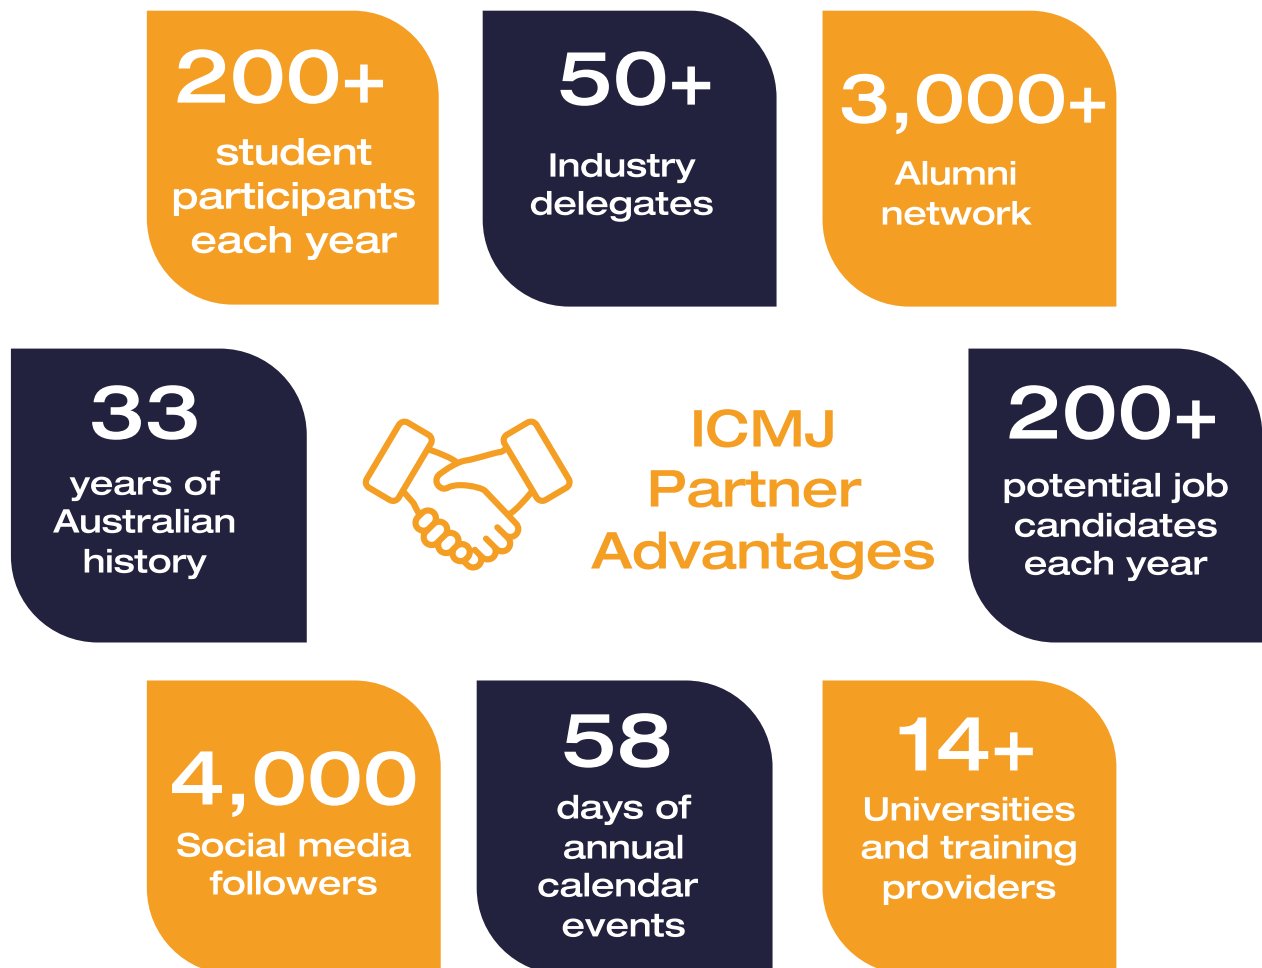 200+
student
participants
each year
50+
Industry
delegates
3,000+
Alumni
network
33
years of
Australian
history
ICMJ
Partner
Advantages
200+
potential job
candidates
each year
4,000
Social media
followers
58
days of
annual
calendar
events
14+
Universities
and training
providers